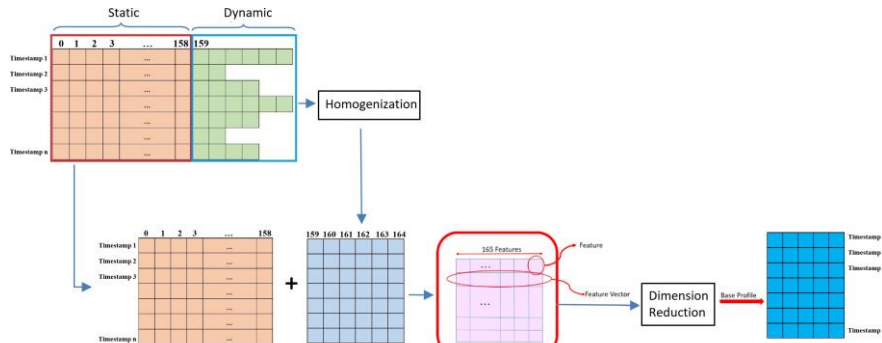 Static Dynamic
0 1 2 3 ... 158 159
Timestamp 1 ...
Timestamp 2
Timestamp 3 ...
...
...
...
Timestamp n ...
Homogenization
0 1 2 3 ... 158
Timestamp 1 ...
Timestamp 2 ...
Timestamp 3 ...
...
...
...
Timestamp n ...
+
159 160 161 162 163 164
165 Features
Feature
...
Feature Vector
...
Dimension
Reduction
Base Profile
Timestamp
Timestamp
Timestamp
Timestamp